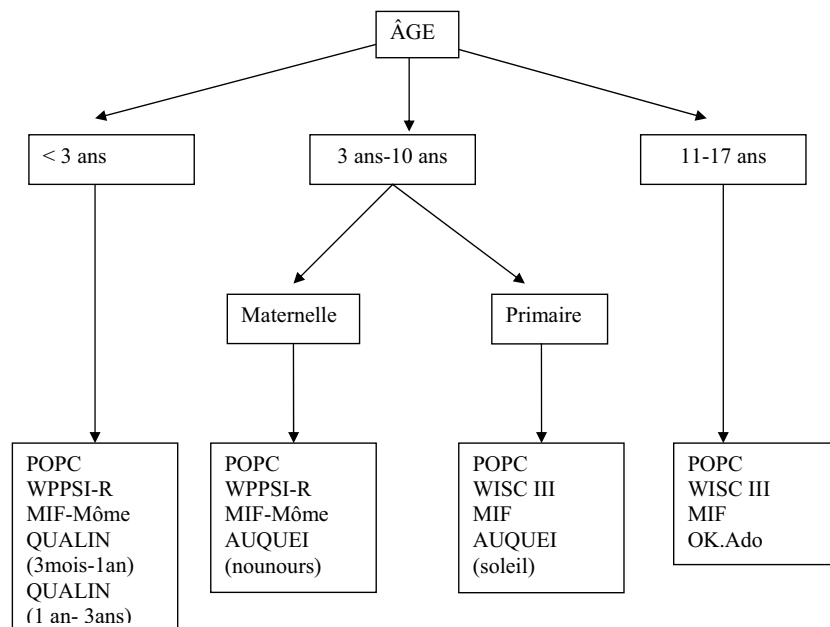 ÂGE
< 3 ans
3 ans-10 ans
11-17 ans
Maternelle
Primaire
POPC
WPPSI-R
MIF-Môme
QUALIN
(3mois-1an)
QUALIN
(1 an- 3ans)
POPC
WPPSI-R
MIF-Môme
AUQUEI
(nounours)
POPC
WISC III
MIF
AUQUEI
(soleil)
POPC
WISC III
MIF
OK.Ado